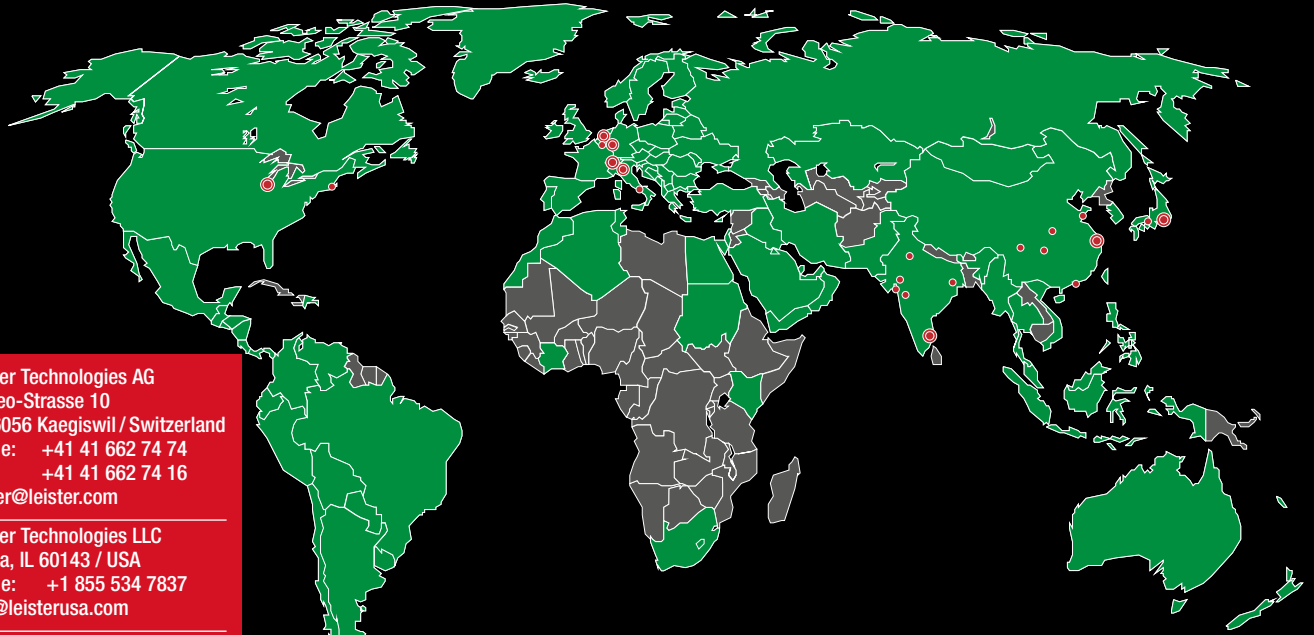 er Technologies AG
eo-Strasse 10
6056 Kaegiswil / Switzerland
e: +41 41 662 74 74
+41 41 662 74 16
er@leister.com
er Technologies LLC
a, IL 60143 / USA
e: +1 855 534 7837
@leisterusa.com